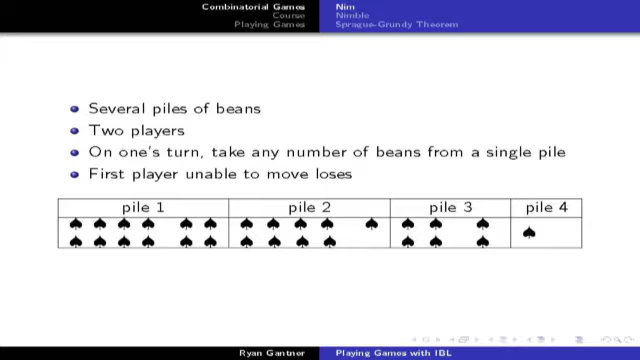 Combinatorial Games
Course
Playing Games
Nim
Nimble
Sprague-Grundy Theorem
Several piles of beans
Two players
On one's turn, take any number of beans from a single pile
First player unable to move loses
pile 1 pile 2 pile 3 pile 4
Ryan Gantner Playing Games with IBL